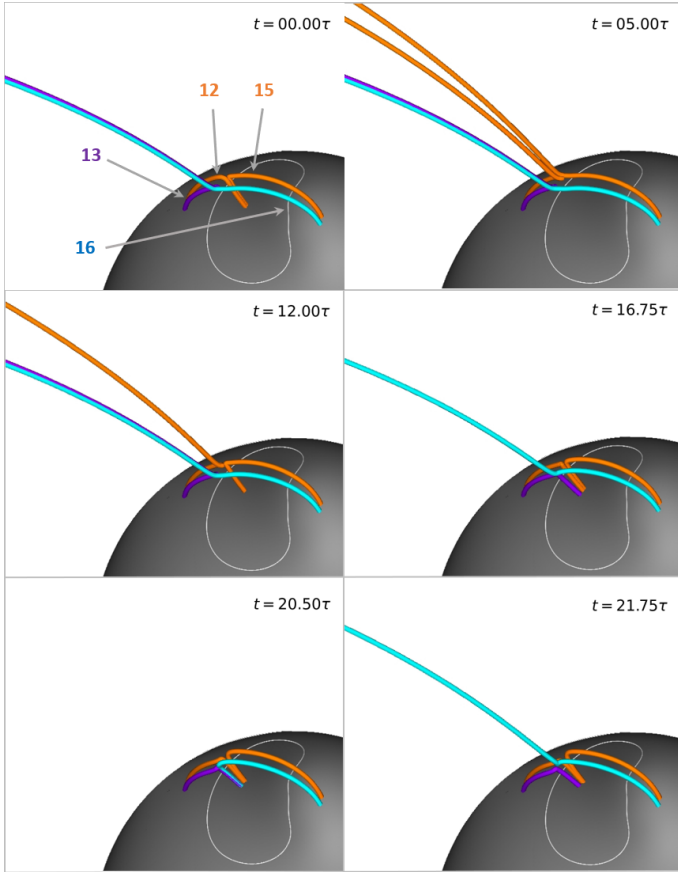 t = 00.00τ
12
15
13
16
t = 05.00τ
t = 12.00τ
t = 16.75τ
t = 20.50τ
t = 21.75τ